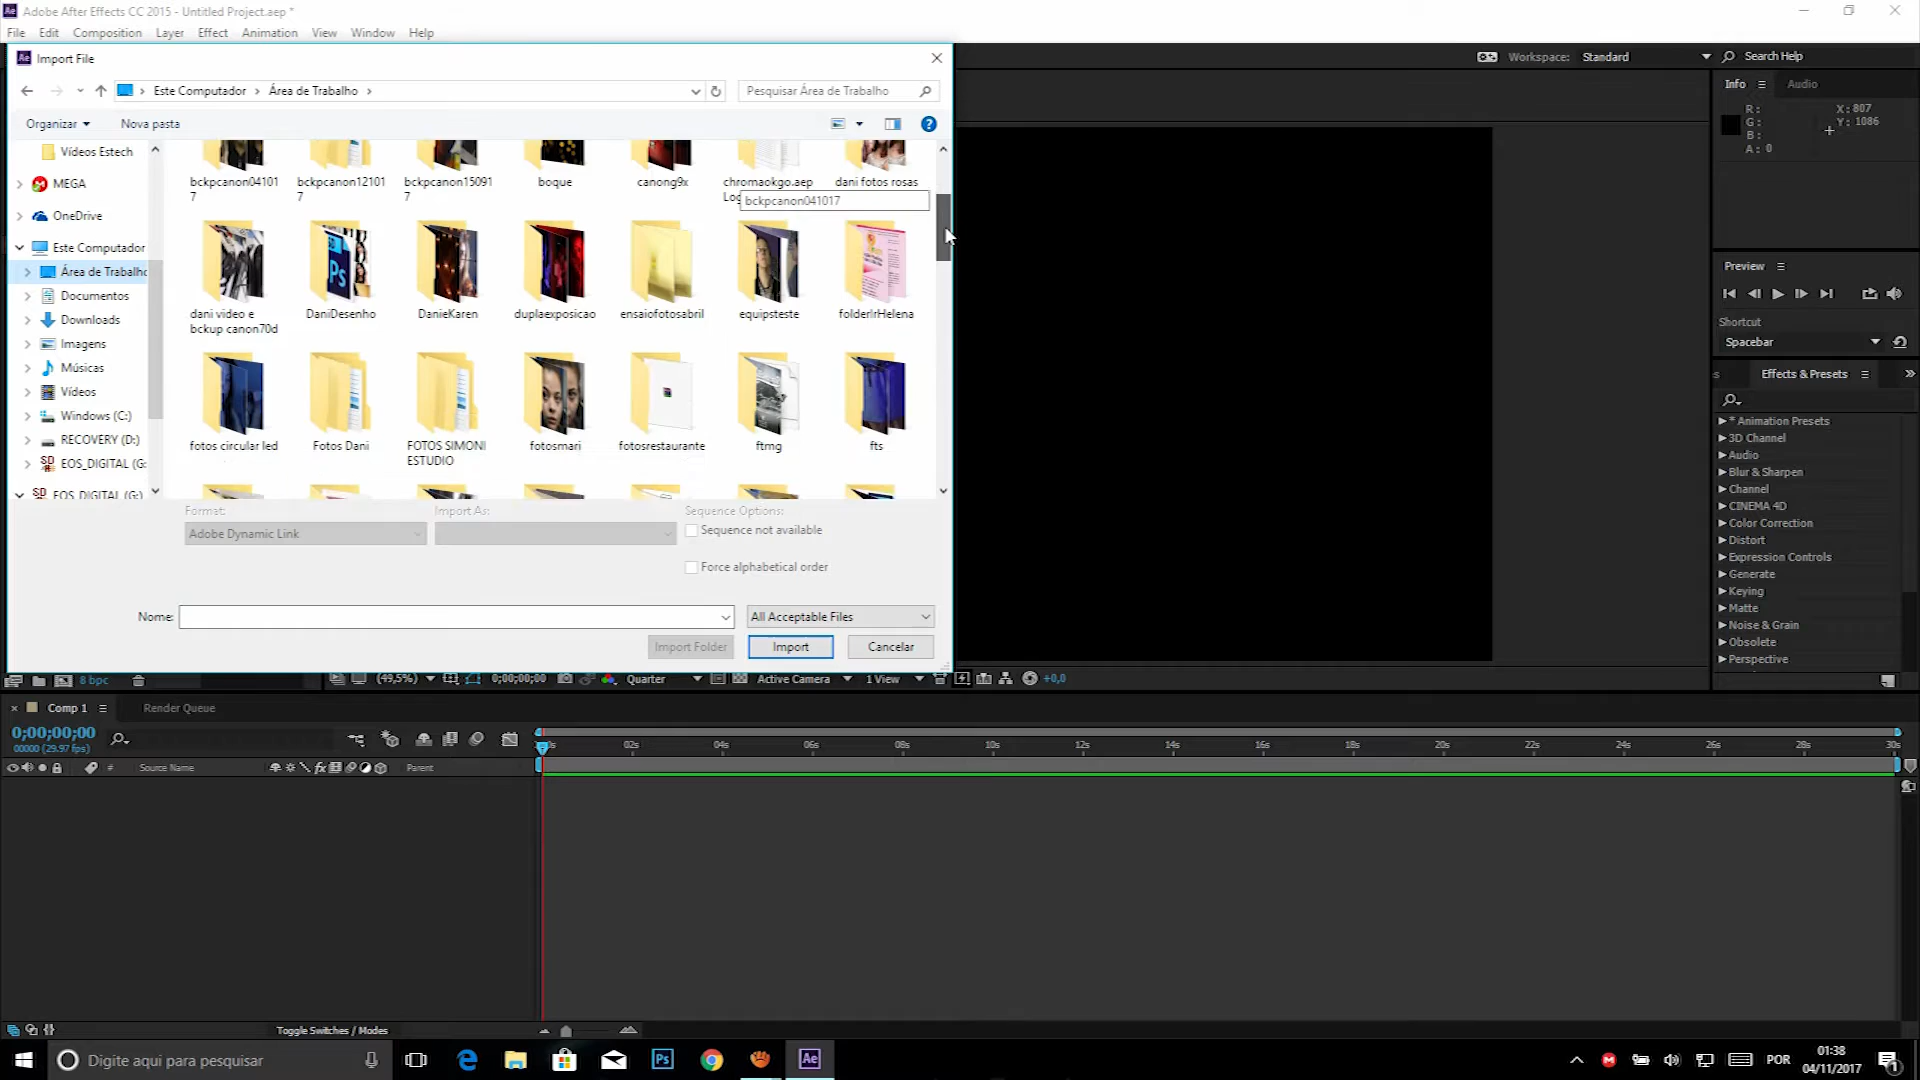 Adobe After Effects CC 2015 - Untitled Project.aep *
File Edit Composition Layer Effect Animation View Window Help
Import File
Workspace: Standard Search Help
Este Computador > Área de Trabalho >
Pesquisar Área de Trabalho
Organizar Nova pasta
Vídeos Estech
MEGA
OneDrive
Este Computador
Área de Trabalho
Documentos
Downloads
Imagens
Músicas
Vídeos
Windows (C:)
RECOVERY (D:)
EOS_DIGITAL (G:
EOS_DIGITAL (G:)
bckpcanon04101 bckpcanon12101 bckpcanon15091 boque canong9x chromaokgo.aep dani fotos rosas
7 7 7 Log
bckpcanon041017
dani video e DaniDesenho DanieKaren duplaexposicao ensaiofotosabril equipsteste folderIrHelena
bckup canon70d
fotos circular led Fotos Dani FOTOS SIMONI fotosmari fotosrestaurante ftmg fts
ESTUDIO
Format: Import As: Sequence Options:
Adobe Dynamic Link Sequence not available
Force alphabetical order
Nome: All Acceptable Files
Import Folder Import Cancelar
Info Audio
R: X: 807
G: Y: 1086
B:
A: 0
Preview
Shortcut
Spacebar
Effects & Presets
* Animation Presets
3D Channel
Audio
Blur & Sharpen
Channel
CINEMA 4D
Color Correction
Distort
Expression Controls
Generate
Keying
Matte
Noise & Grain
Obsolete
Perspective
8 bpc (49,5%) 0;00;00;00 Quarter Active Camera 1 View +0,0
Comp 1 Render Queue
0;00;00;00
00000 (29.97 fps)
02s 04s 06s 08s 10s 12s 14s 16s 18s 20s 22s 24s 26s 28s 30s
# Source Name fx Parent
Toggle Switches / Modes
Digite aqui para pesquisar
Ps
Ae
POR
01:38
04/11/2017
1